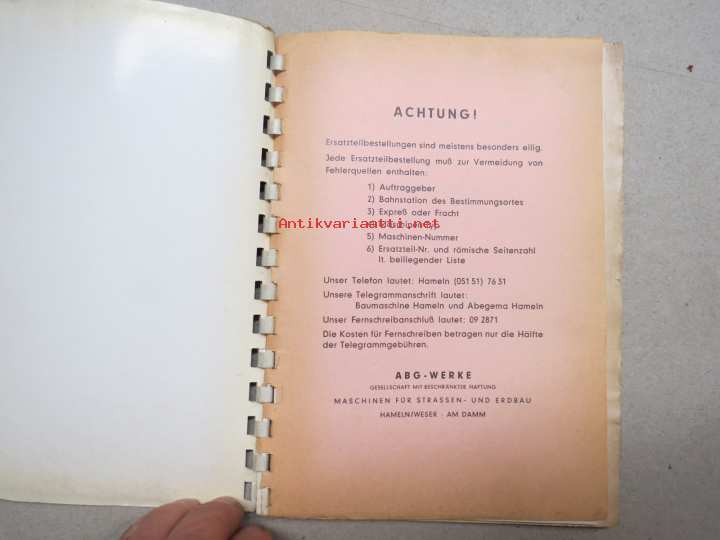 ACHTUNG!
Ersatzteilbestellungen sind meistens besonders eilig.
Jede Ersatzteilbestellung muß zur Vermeidung von
Fehlerquellen enthalten:
1) Auftraggeber
2) Bahnstation des Bestimmungsortes
3) Expreß oder Fracht
Antikvariaatti.net
5) Maschinen-Nummer
6) Ersatzteil-Nr. und römische Seitenzahl
lt. beiliegender Liste
Unser Telefon lautet: Hameln (051 51) 76 31
Unsere Telegrammanschrift lautet:
Baumaschine Hameln und Abegema Hameln
Unser Fernschreibanschluß lautet: 09 2871
Die Kosten für Fernschreiben betragen nur die Hälfte
der Telegrammgebühren.
ABG-WERKE
GESELLSCHAFT MIT BESCHRÄNKTER HAFTUNG
MASCHINEN FÜR STRASSEN- UND ERDBAU
HAMELN/WESER · AM DAMM